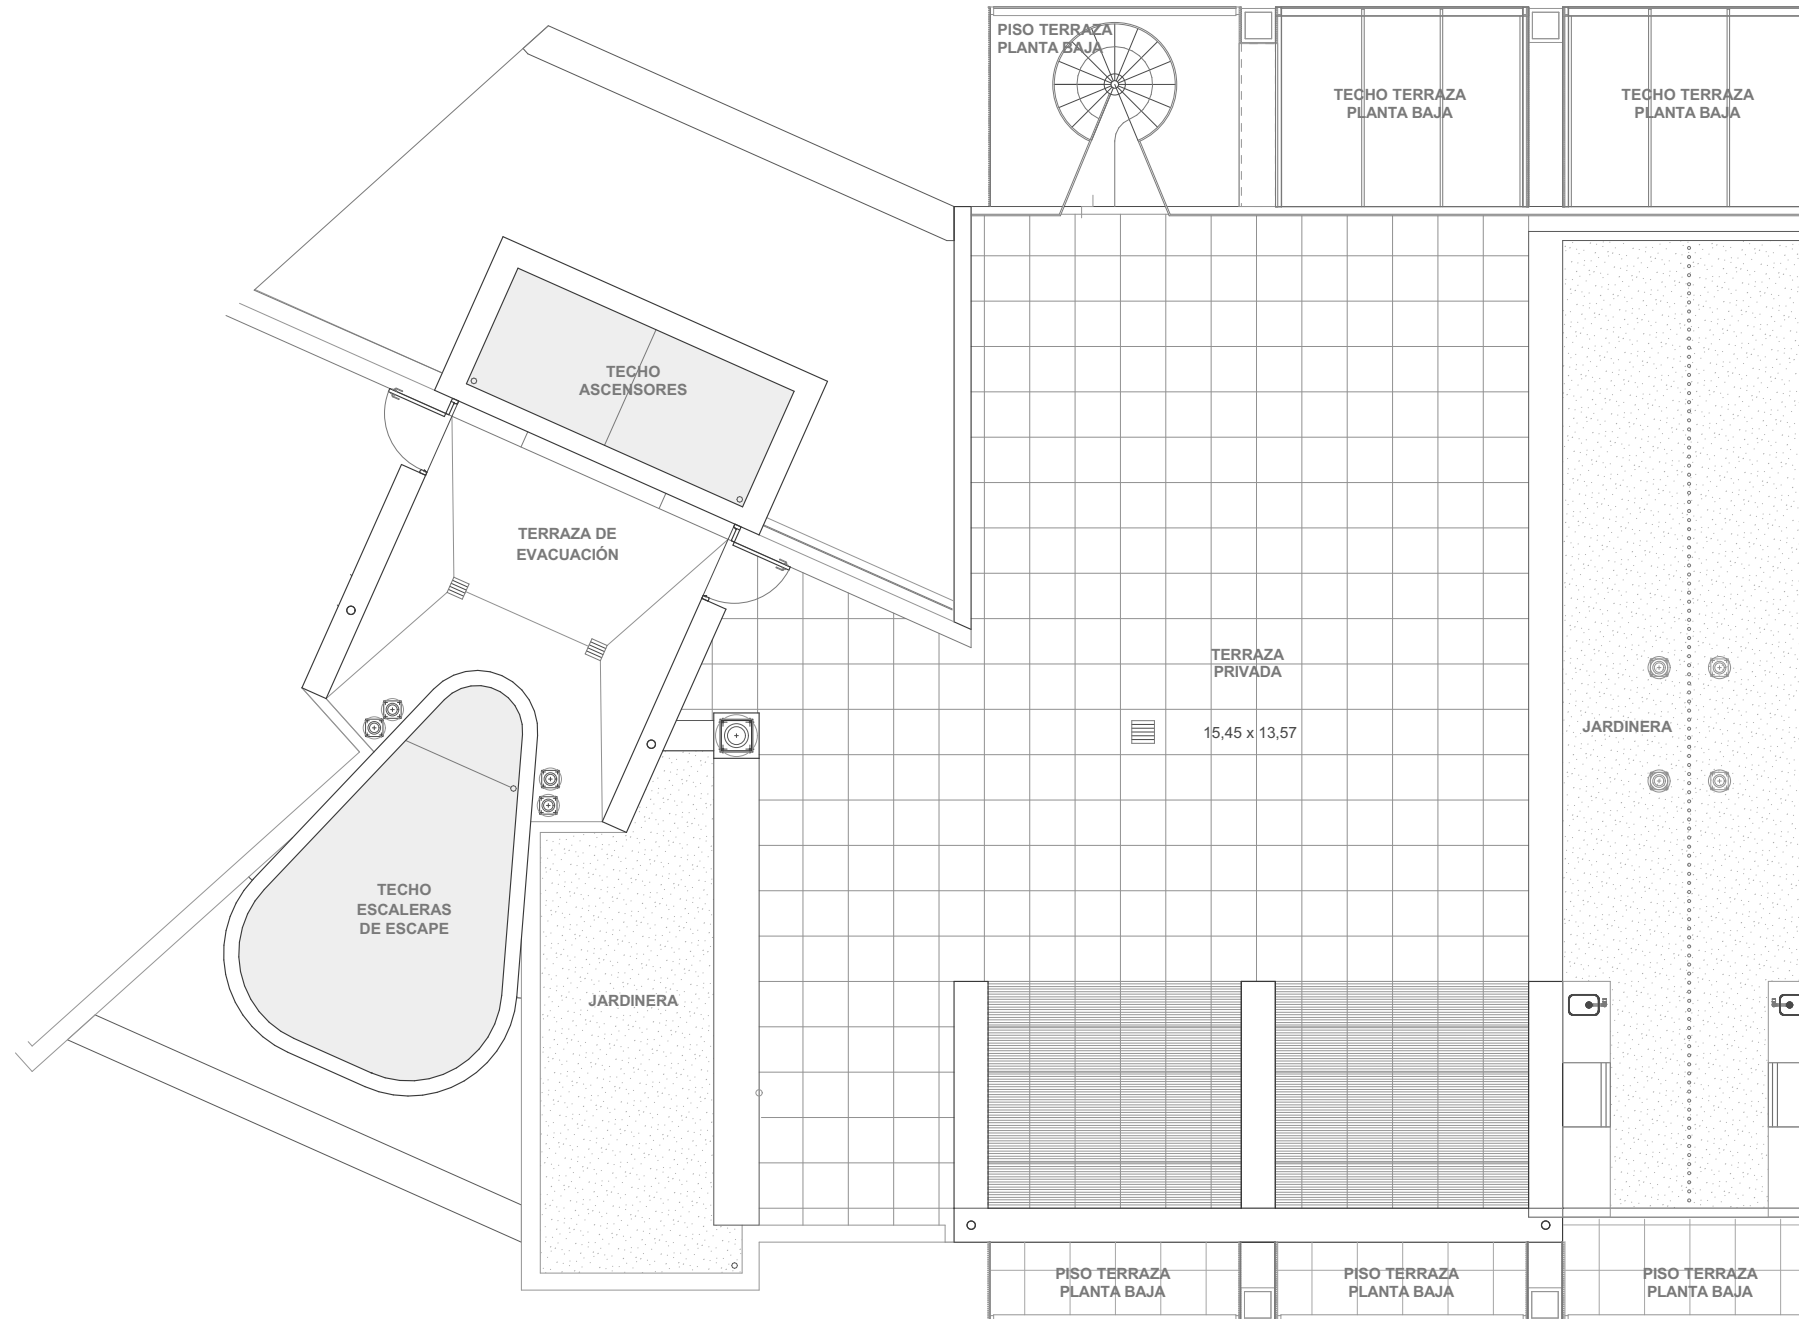 PISO TERRAZA
PLANTA BAJA
TECHO TERRAZA
PLANTA BAJA
TECHO TERRAZA
PLANTA BAJA
TECHO
ASCENSORES
TERRAZA DE
EVACUACIÓN
TERRAZA
PRIVADA
15,45 x 13,57
JARDINERA
TECHO
ESCALERAS
DE ESCAPE
JARDINERA
PISO TERRAZA
PLANTA BAJA
PISO TERRAZA
PLANTA BAJA
PISO TERRAZA
PLANTA BAJA